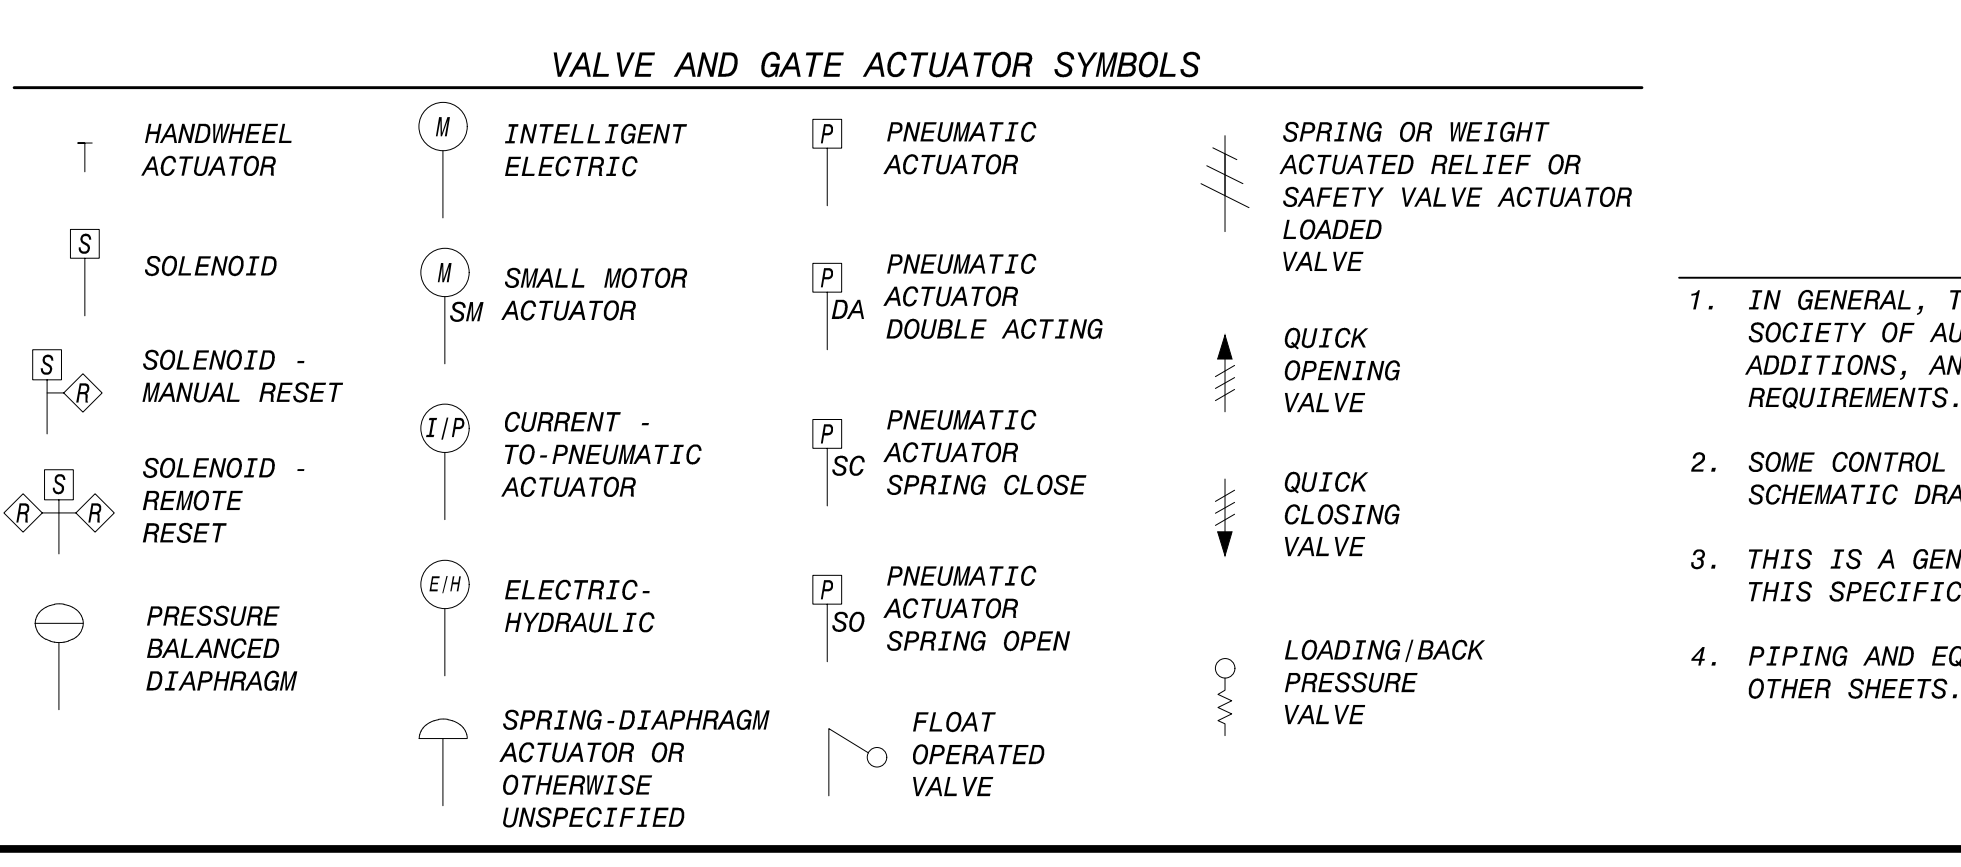 VALVE AND GATE ACTUATOR SYMBOLS
HANDWHEEL
ACTUATOR
S
SOLENOID
S
R
SOLENOID -
MANUAL RESET
S
R
R
SOLENOID -
REMOTE
RESET
PRESSURE
BALANCED
DIAPHRAGM
M
INTELLIGENT
ELECTRIC
M
SM
SMALL MOTOR
ACTUATOR
I/P
CURRENT -
TO-PNEUMATIC
ACTUATOR
E/H
ELECTRIC-
HYDRAULIC
SPRING-DIAPHRAGM
ACTUATOR OR
OTHERWISE
UNSPECIFIED
P
PNEUMATIC
ACTUATOR
P
DA
PNEUMATIC
ACTUATOR
DOUBLE ACTING
P
SC
PNEUMATIC
ACTUATOR
SPRING CLOSE
P
SO
PNEUMATIC
ACTUATOR
SPRING OPEN
FLOAT
OPERATED
VALVE
SPRING OR WEIGHT
ACTUATED RELIEF OR
SAFETY VALVE ACTUATOR
LOADED
VALVE
QUICK
OPENING
VALVE
QUICK
CLOSING
VALVE
LOADING/BACK
PRESSURE
VALVE
1. IN GENERAL, T
SOCIETY OF AU
ADDITIONS, AN
REQUIREMENTS.
2. SOME CONTROL
SCHEMATIC DRA
3. THIS IS A GEN
THIS SPECIFIC
4. PIPING AND EQ
OTHER SHEETS.